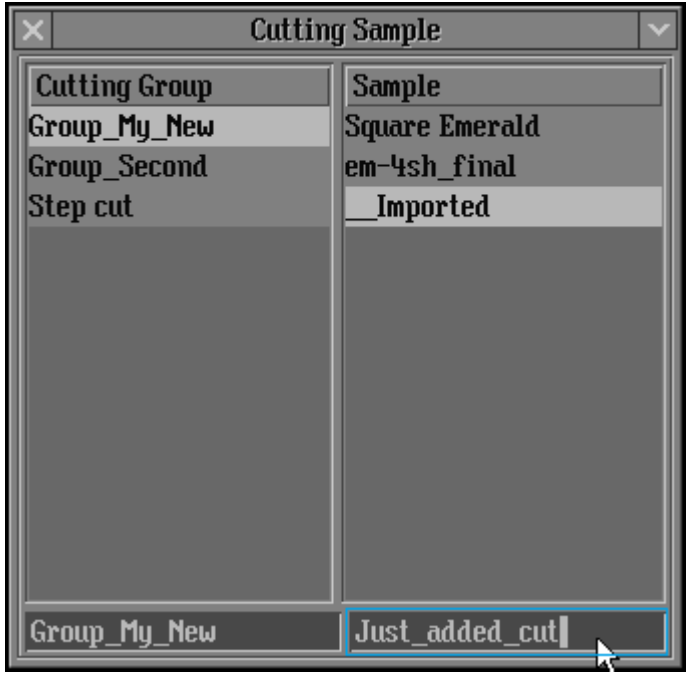 Cutting Sample
Cutting Group
Group_My_New
Group_Second
Step cut
Sample
Square Emerald
em-4sh_final
__Imported
Group_My_New
Just_added_cut